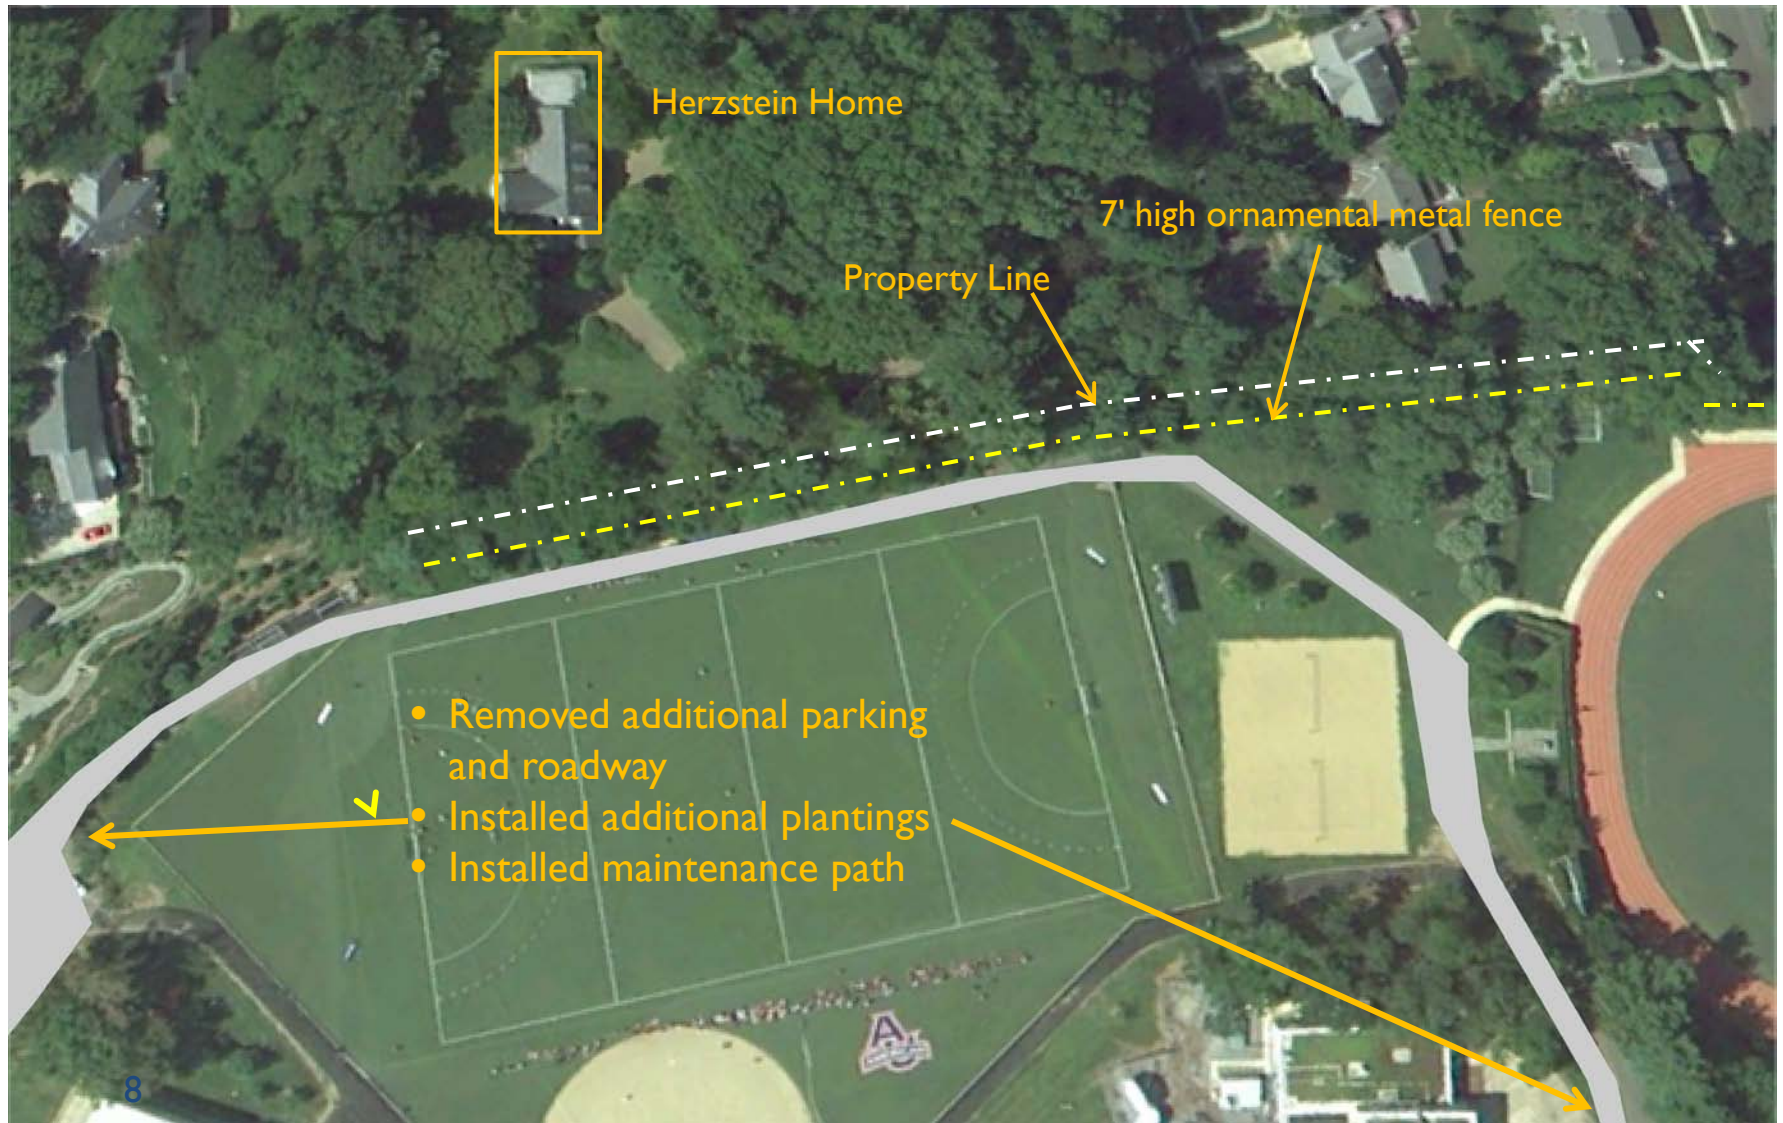 Herzstein Home
7' high ornamental metal fence
Property Line
• Removed additional parking
and roadway
• Installed additional plantings
• Installed maintenance path
A
8